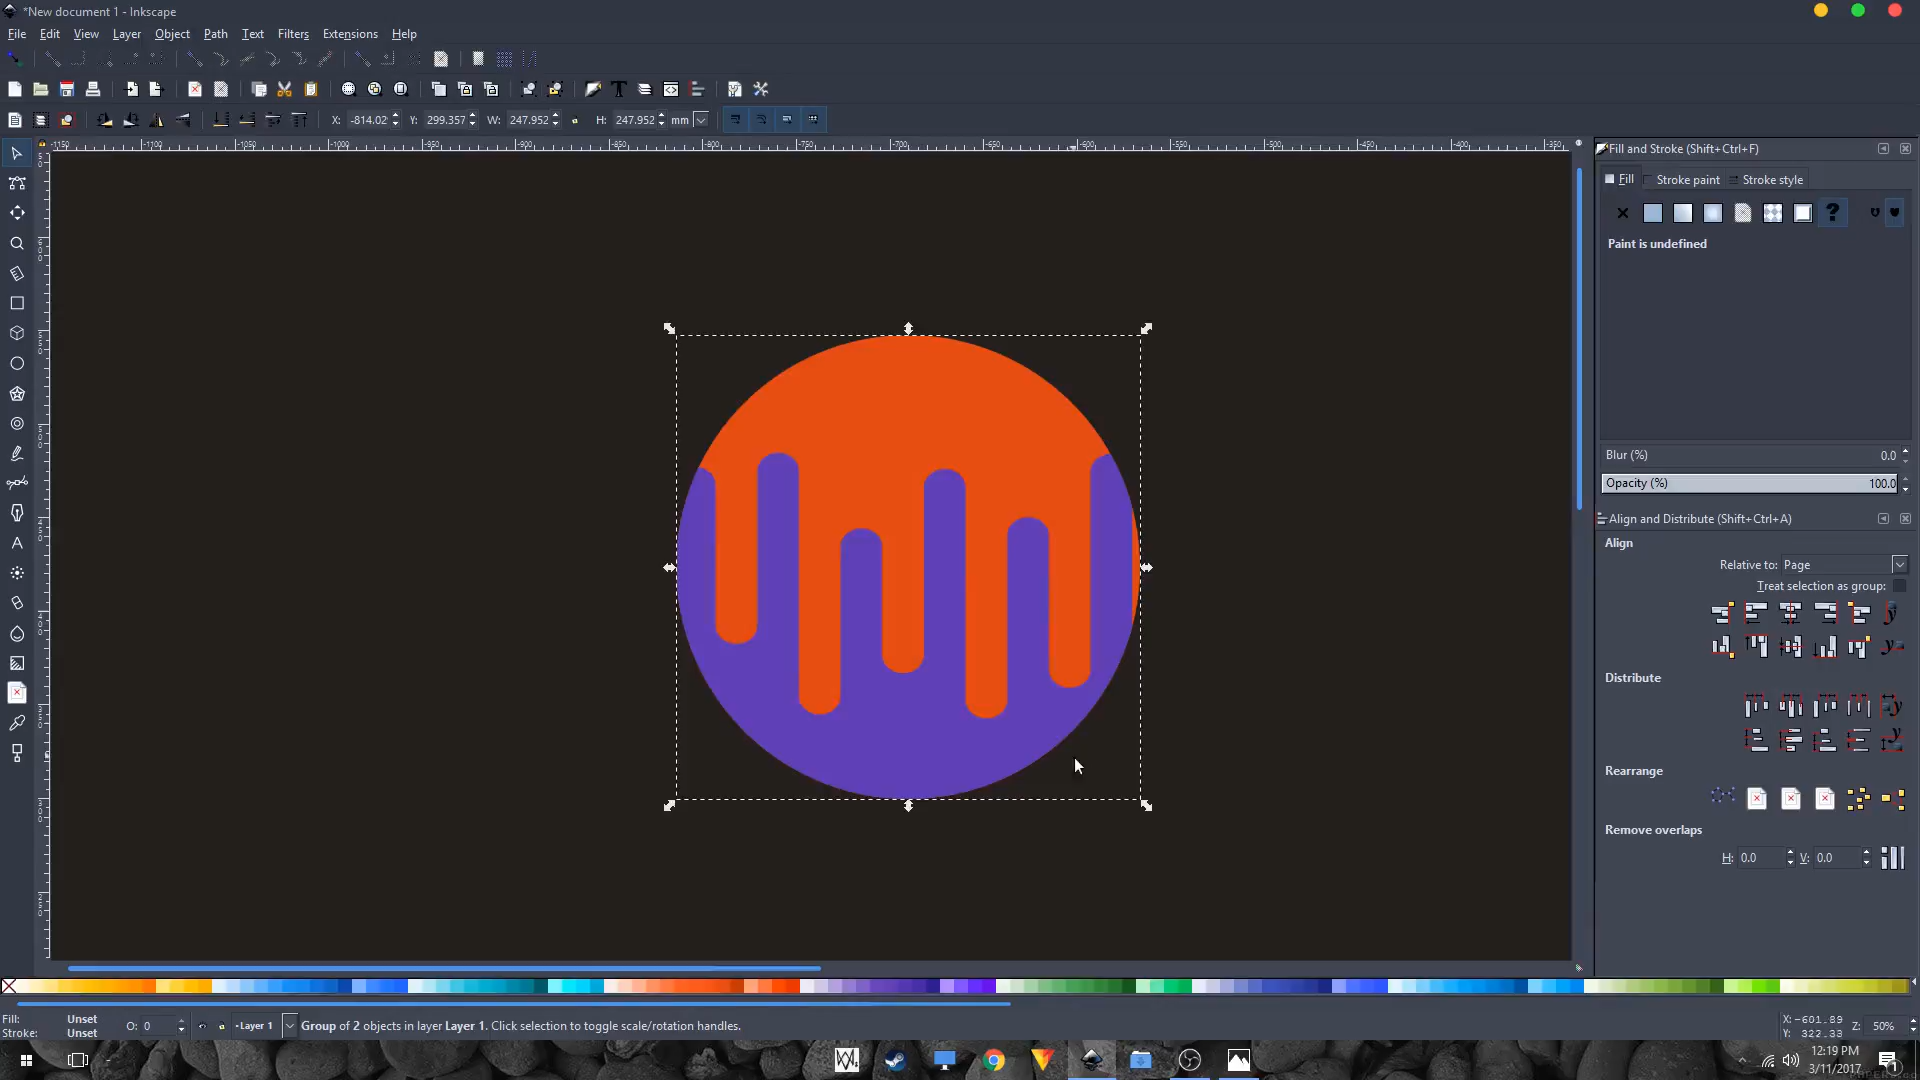 *New document 1 - Inkscape
File Edit View Layer Object Path Text Filters Extensions Help
X: -814.02 Y: 299.357 W: 247.952 H: 247.952 mm
Fill and Stroke (Shift+Ctrl+F)
Fill Stroke paint Stroke style
Paint is undefined
Blur (%) 0.0
Opacity (%) 100.0
Align and Distribute (Shift+Ctrl+A)
Align
Relative to: Page
Treat selection as group:
Distribute
Rearrange
Remove overlaps
H: 0.0 V: 0.0
Fill: Unset
Stroke: Unset
O: 0
Layer 1
Group of 2 objects in layer Layer 1. Click selection to toggle scale/rotation handles.
X: -601.89
Y: 322.33
Z: 50%
12:19 PM
3/11/2017